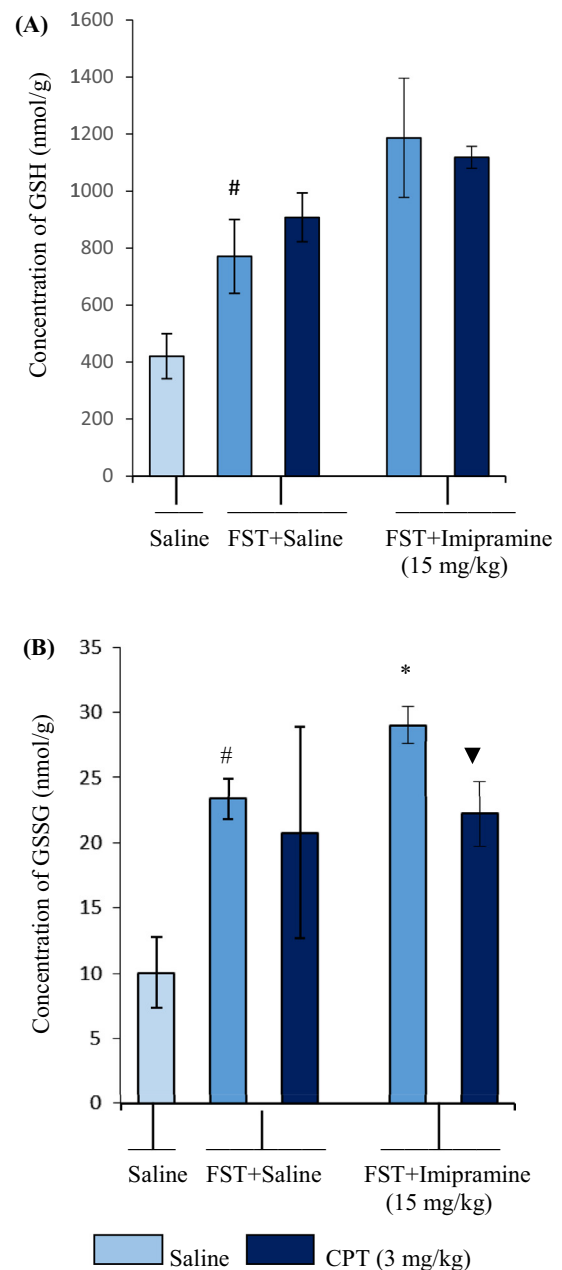 (A)
Concentration of GSH (nmol/g)
1600
1400
1200
1000
800
600
400
200
0
#
Saline FST+Saline FST+Imipramine
(15 mg/kg)
(B)
Concentration of GSSG (nmol/g)
35
30
25
20
15
10
5
0
#
*
▼
Saline FST+Saline FST+Imipramine
(15 mg/kg)
Saline CPT (3 mg/kg)